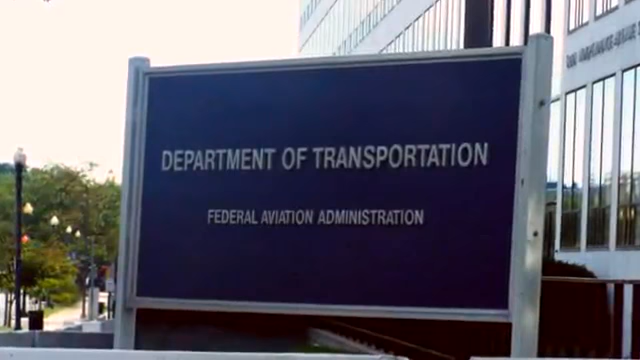 DEPARTMENT OF TRANSPORTATION
FEDERAL AVIATION ADMINISTRATION